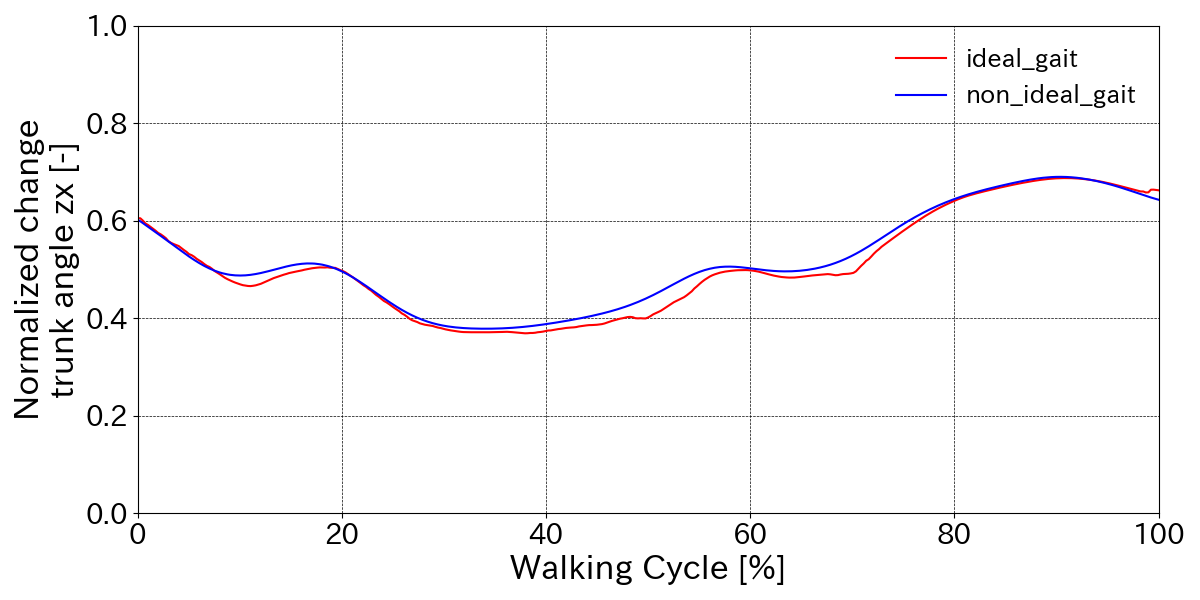 1.0
0.8
0.6
0.4
0.2
0.0
Normalized change
trunk angle zx [-]
ideal_gait
non_ideal_gait
0 20 40 60 80 100
Walking Cycle [%]